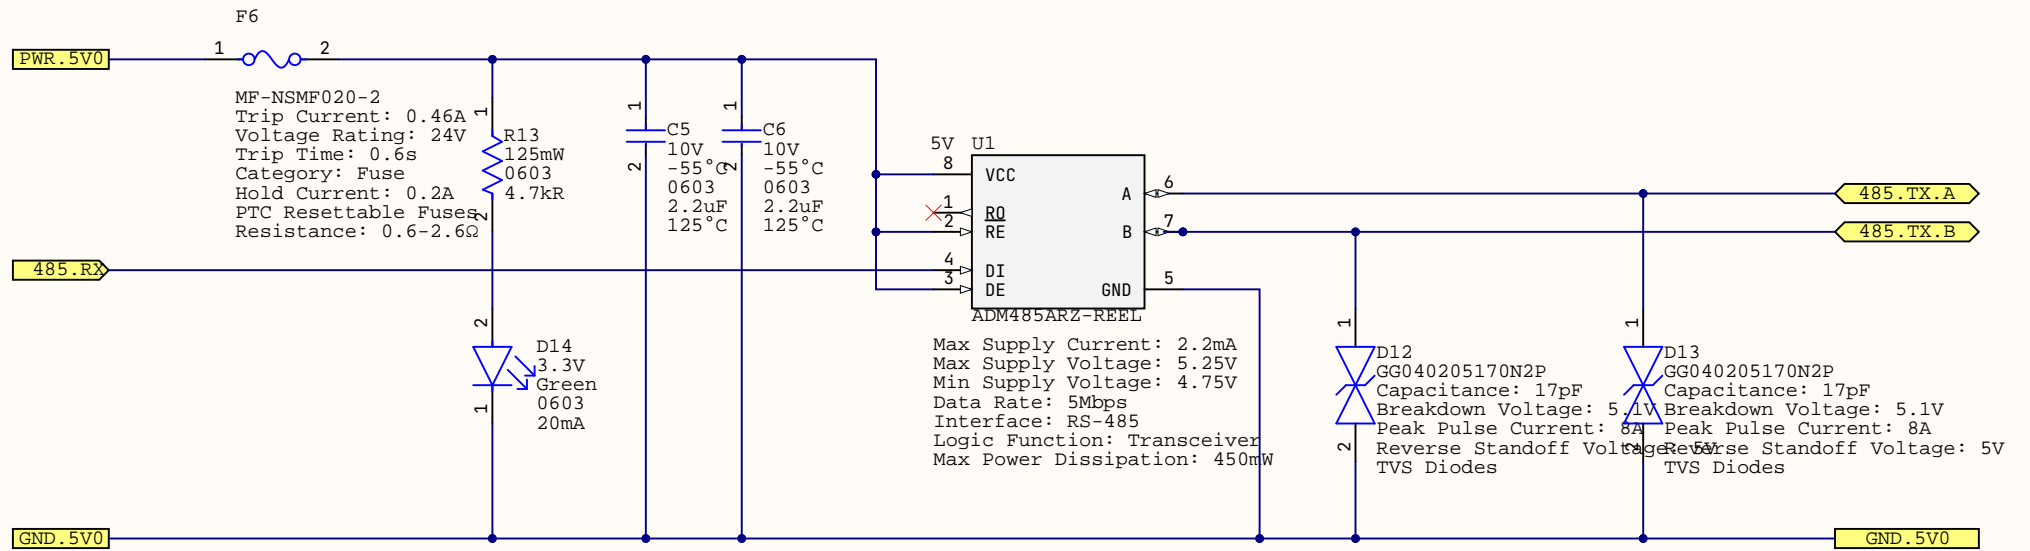 F6
1
2
PWR.5V0
MF-NSMF020-2
Trip Current: 0.46A
Voltage Rating: 24V
Trip Time: 0.6s
Category: Fuse
Hold Current: 0.2A
PTC Resettable Fuses
Resistance: 0.6-2.6Ω
1
R13
125mW
0603
4.7kR
2
1
C5
10V
-55°C
0603
2.2uF
125°C
2
1
C6
10V
-55°C
0603
2.2uF
125°C
2
5V
U1
8
VCC
1
RO
2
RE
4
DI
3
DE
A
6
B
7
GND
5
ADM485ARZ-REEL
Max Supply Current: 2.2mA
Max Supply Voltage: 5.25V
Min Supply Voltage: 4.75V
Data Rate: 5Mbps
Interface: RS-485
Logic Function: Transceiver
Max Power Dissipation: 450mW
485.TX.A
485.TX.B
485.RX
2
D14
3.3V
Green
0603
20mA
1
1
D12
GG040205170N2P
Capacitance: 17pF
Breakdown Voltage: 5.1V
Peak Pulse Current: 8A
Reverse Standoff Voltage: 5V
TVS Diodes
2
1
D13
GG040205170N2P
Capacitance: 17pF
Breakdown Voltage: 5.1V
Peak Pulse Current: 8A
Reverse Standoff Voltage: 5V
TVS Diodes
2
GND.5V0
GND.5V0